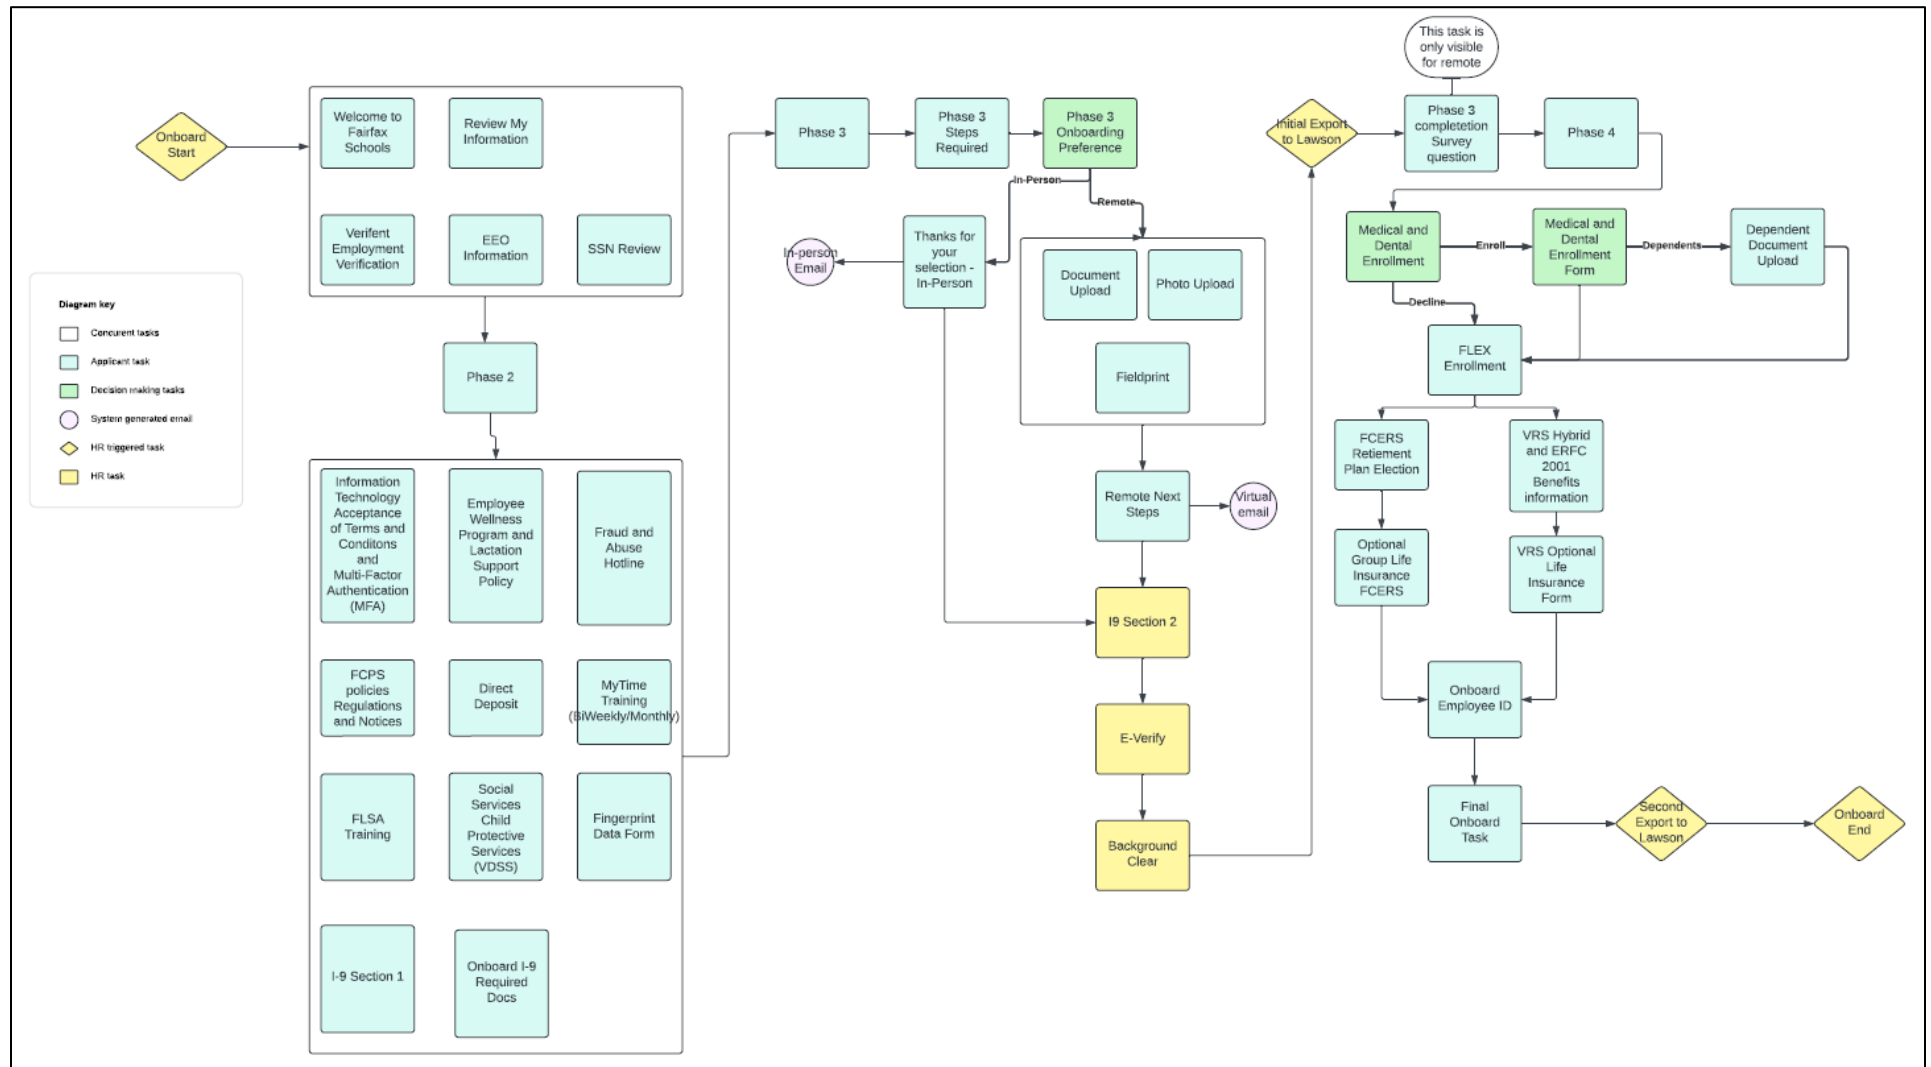 Onboard
Start
Welcome to
Fairfax
Schools
Review My
Information
Verifent
Employment
Verification
EEO
Information
SSN Review
Diagram key
Concurent tasks
Applicant task
Decision making tasks
System generated email
HR triggered task
HR task
Phase 2
Information
Technology
Acceptance
of Terms and
Conditons
and
Multi-Factor
Authentication
(MFA)
Employee
Wellness
Program and
Lactation
Support
Policy
Fraud and
Abuse
Hotline
FCPS
policies
Regulations
and Notices
Direct
Deposit
MyTime
Training
(BiWeekly/Monthly)
FLSA
Training
Social
Services
Child
Protective
Services
(VDSS)
Fingerprint
Data Form
I-9 Section 1
Onboard I-9
Required
Docs
Phase 3
Phase 3
Steps
Required
Phase 3
Onboarding
Preference
In-Person
Remote
Thanks for
your
selection -
In-Person
In-person
Email
Document
Upload
Photo Upload
Fieldprint
Remote Next
Steps
Virtual
email
I9 Section 2
E-Verify
Background
Clear
Initial Export
to Lawson
This task is
only visible
for remote
Phase 3
completetion
Survey
question
Phase 4
Medical and
Dental
Enrollment
Enroll
Medical and
Dental
Enrollment
Form
Dependents
Dependent
Document
Upload
Decline
FLEX
Enrollment
FCERS
Retiement
Plan Election
VRS Hybrid
and ERFC
2001
Benefits
information
Optional
Group Life
Insurance
FCERS
VRS Optional
Life
Insurance
Form
Onboard
Employee ID
Final
Onboard
Task
Second
Export to
Lawson
Onboard
End